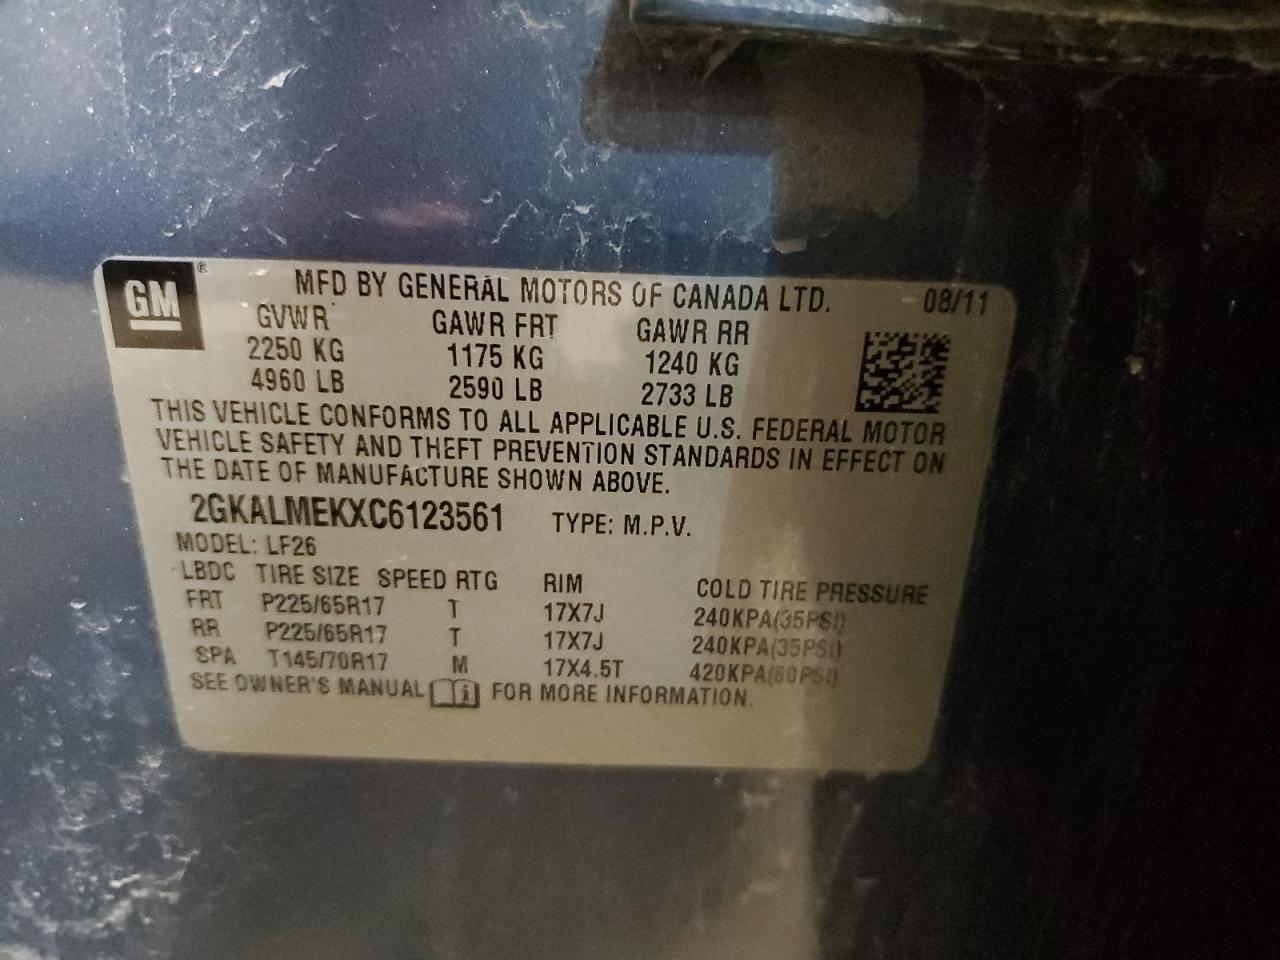 GM ®
MFD BY GENERAL MOTORS OF CANADA LTD. 08/11
GVWR GAWR FRT GAWR RR
2250 KG 1175 KG 1240 KG
4960 LB 2590 LB 2733 LB
THIS VEHICLE CONFORMS TO ALL APPLICABLE U.S. FEDERAL MOTOR
VEHICLE SAFETY AND THEFT PREVENTION STANDARDS IN EFFECT ON
THE DATE OF MANUFACTURE SHOWN ABOVE.
2GKALMEKXC6123561 TYPE: M.P.V.
MODEL: LF26
LBDC TIRE SIZE SPEED RTG RIM COLD TIRE PRESSURE
FRT P225/65R17 T 17X7J 240KPA(35PSI)
RR P225/65R17 T 17X7J 240KPA(35PSI)
SPA T145/70R17 M 17X4.5T 420KPA(60PSI)
SEE OWNER'S MANUAL FOR MORE INFORMATION.